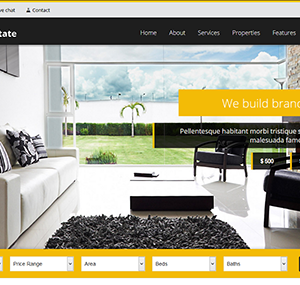 ve chat Contact
tate Home About Services Properties Features
We build brand
Pellentesque habitant morbi tristique s
malesuada fame
$ 500
Price Range Area Beds Baths